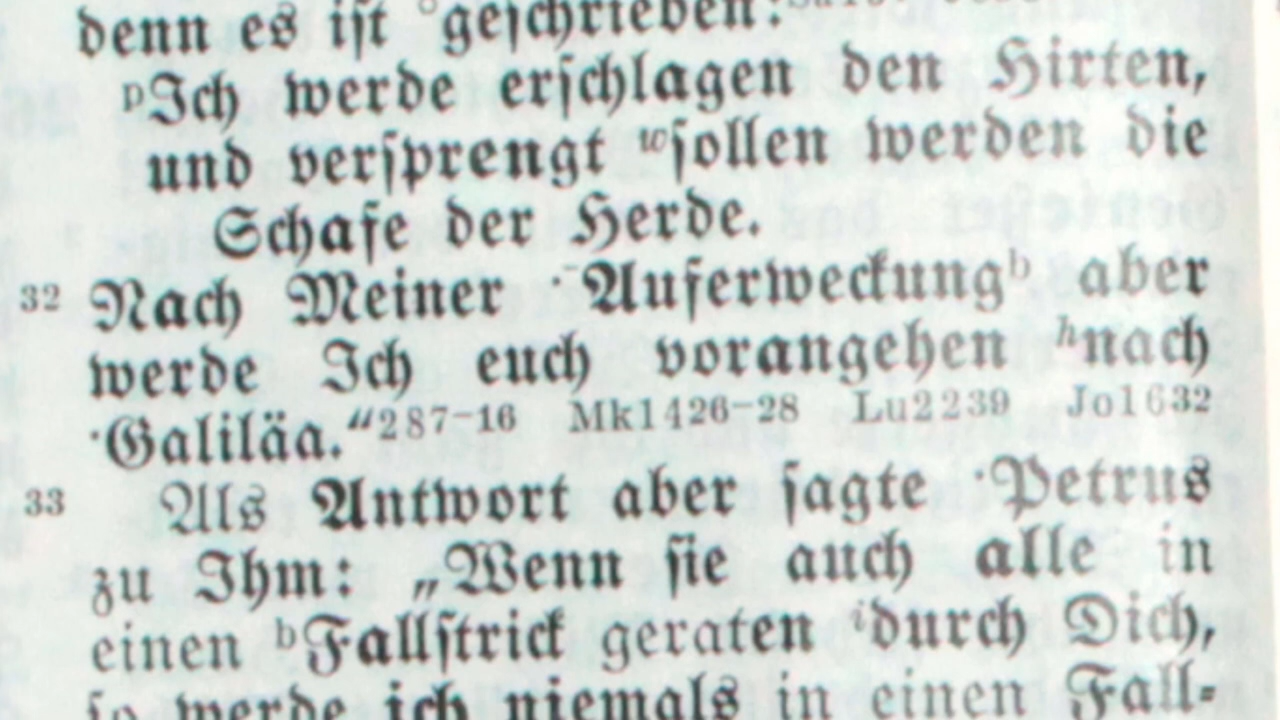 denn es ist °geschrieben:
ᵖIch werde erschlagen den Hirten,
und versprengt ʷsollen werden die
Schafe der Herde.
32 Nach Meiner ·⁻Auferweckungᵇ aber
werde Ich euch vorangehen ʰnach
·Galiläa.“287–16 Mk1426–28 Lu2239 Jo1632
33 Als Antwort aber sagte ·Petrus
zu Ihm: „Wenn sie auch alle in
einen ᵇFallstrick geraten ⁱdurch Dich,
so werde ich niemals in einen Fall-